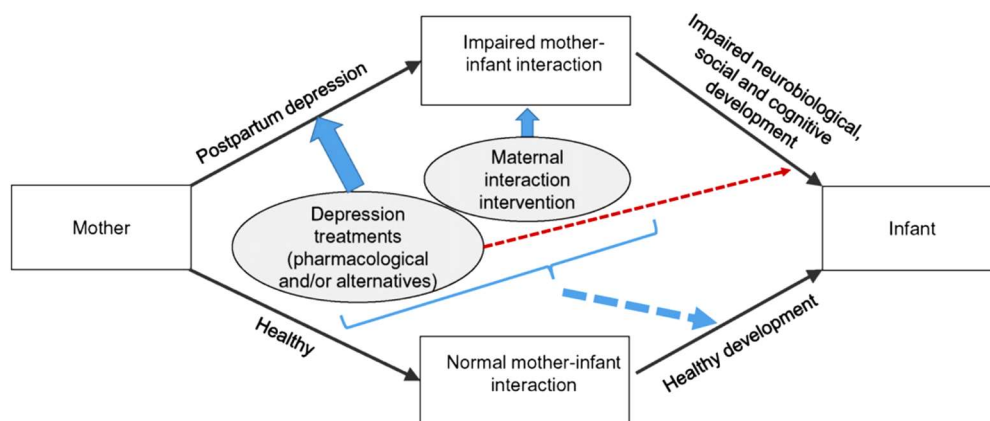 Impaired mother-
infant interaction
Impaired neurobiological,
social and cognitive
development
Postpartum depression
Maternal
interaction
intervention
Mother
Depression
treatments
(pharmacological
and/or alternatives)
Infant
Healthy
Normal mother-infant
interaction
Healthy development